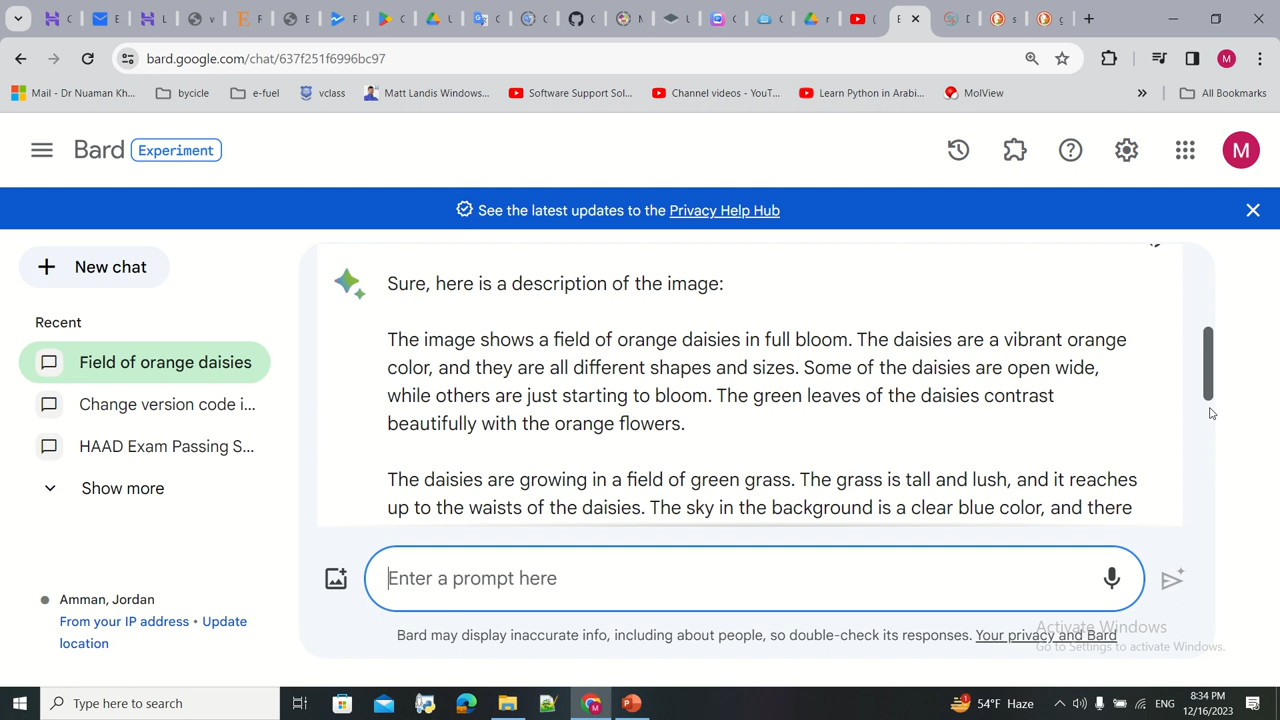 bard.google.com/chat/637f251f6996bc97
M
Mail - Dr Nuaman Kh...
bycicle
e-fuel
vclass
Matt Landis Windows...
Software Support Sol...
Channel videos - YouT...
Learn Python in Arabi...
MolView
»
All Bookmarks
Bard
Experiment
M
See the latest updates to the Privacy Help Hub
New chat
Recent
Field of orange daisies
Change version code i...
HAAD Exam Passing S...
Show more
Amman, Jordan
From your IP address • Update
location
Sure, here is a description of the image:
The image shows a field of orange daisies in full bloom. The daisies are a vibrant orange
color, and they are all different shapes and sizes. Some of the daisies are open wide,
while others are just starting to bloom. The green leaves of the daisies contrast
beautifully with the orange flowers.
The daisies are growing in a field of green grass. The grass is tall and lush, and it reaches
up to the waists of the daisies. The sky in the background is a clear blue color, and there
Enter a prompt here
Bard may display inaccurate info, including about people, so double-check its responses. Your privacy and Bard
Activate Windows
Go to Settings to activate Windows.
Type here to search
54°F Haze
ENG
8:34 PM
12/16/2023